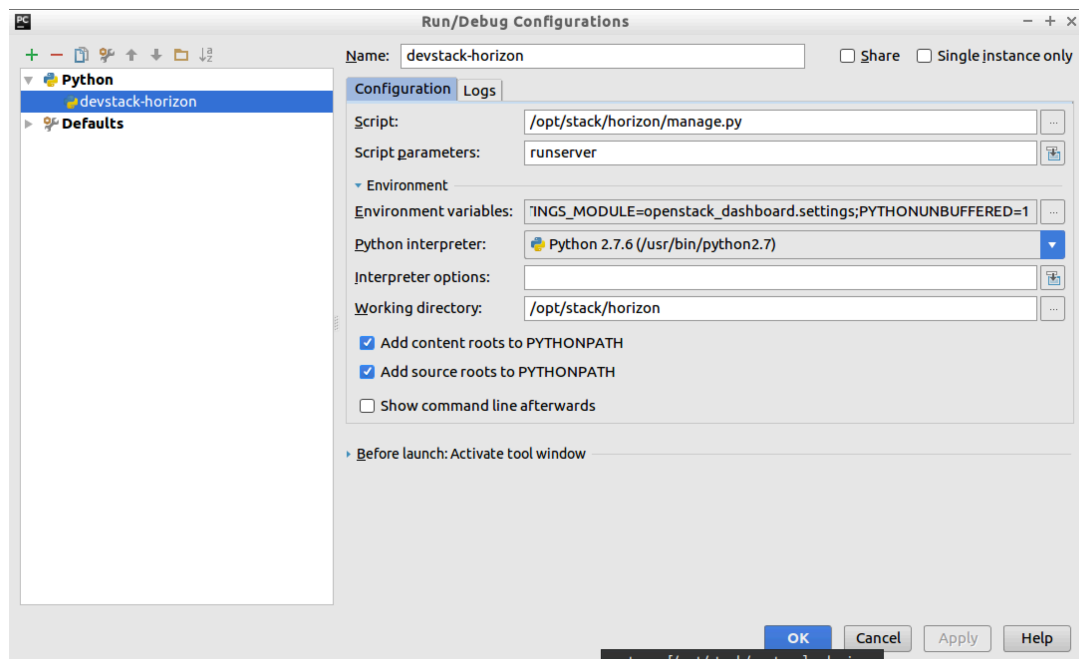 PC
Run/Debug Configurations
Name: devstack-horizon
Share
Single instance only
Python
devstack-horizon
Defaults
Configuration
Logs
Script: /opt/stack/horizon/manage.py ...
Script parameters: runserver
Environment
Environment variables: TINGS_MODULE=openstack_dashboard.settings;PYTHONUNBUFFERED=1 ...
Python interpreter: Python 2.7.6 (/usr/bin/python2.7)
Interpreter options:
Working directory: /opt/stack/horizon ...
Add content roots to PYTHONPATH
Add source roots to PYTHONPATH
Show command line afterwards
Before launch: Activate tool window
OK Cancel Apply Help